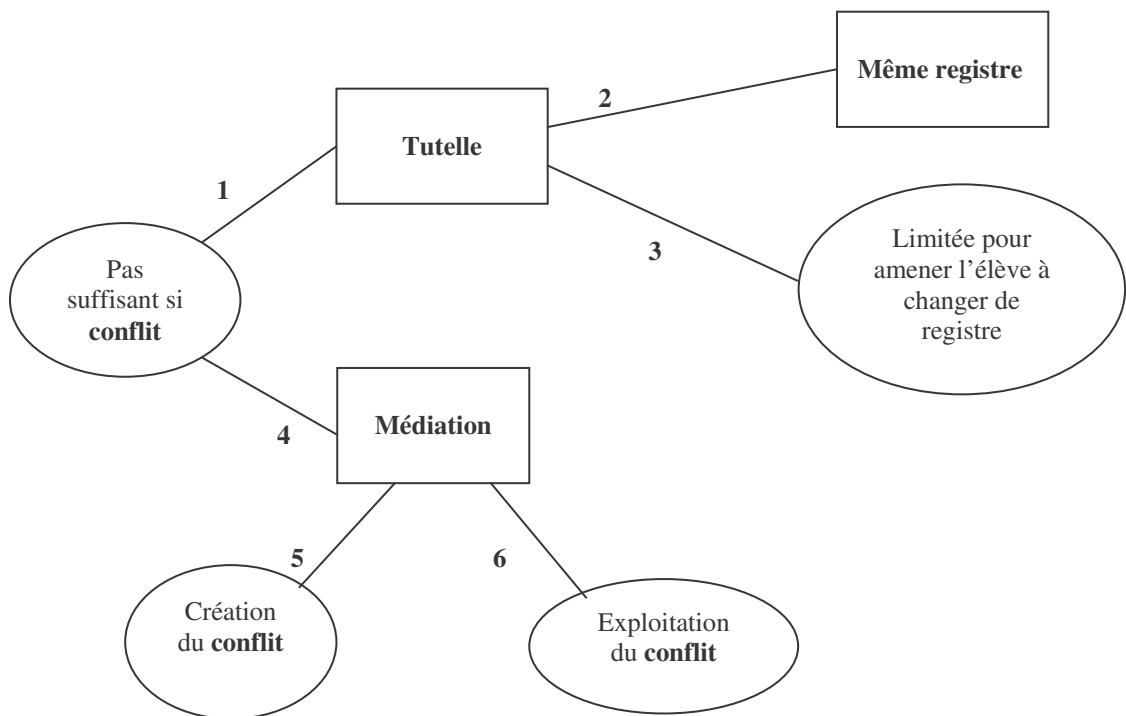 Même registre
2
Tutelle
1
3
Limitée pour
amener l’élève à
changer de
registre
Pas
suffisant si
conflit
Médiation
4
5
6
Création
du conflit
Exploitation
du conflit